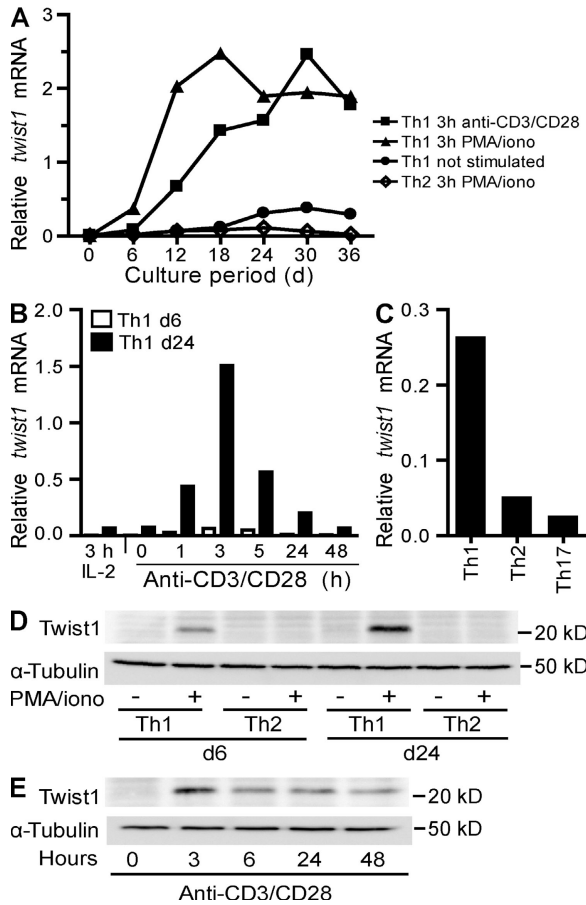 A
Relative twist1 mRNA
3
2
1
0
0 6 12 18 24 30 36
Culture period (d)
Th1 3h anti-CD3/CD28
Th1 3h PMA/iono
Th1 not stimulated
Th2 3h PMA/iono
B
Relative twist1 mRNA
2.0
1.5
1.0
0.5
0.0
Th1 d6
Th1 d24
3 h 0 1 3 5 24 48
IL-2 Anti-CD3/CD28 (h)
C
Relative twist1 mRNA
0.3
0.2
0.1
0.0
Th1 Th2 Th17
D
Twist1 20 kD
α-Tubulin 50 kD
PMA/iono - + - + - + - +
Th1 Th2 Th1 Th2
d6 d24
E
Twist1 20 kD
α-Tubulin 50 kD
Hours 0 3 6 24 48
Anti-CD3/CD28